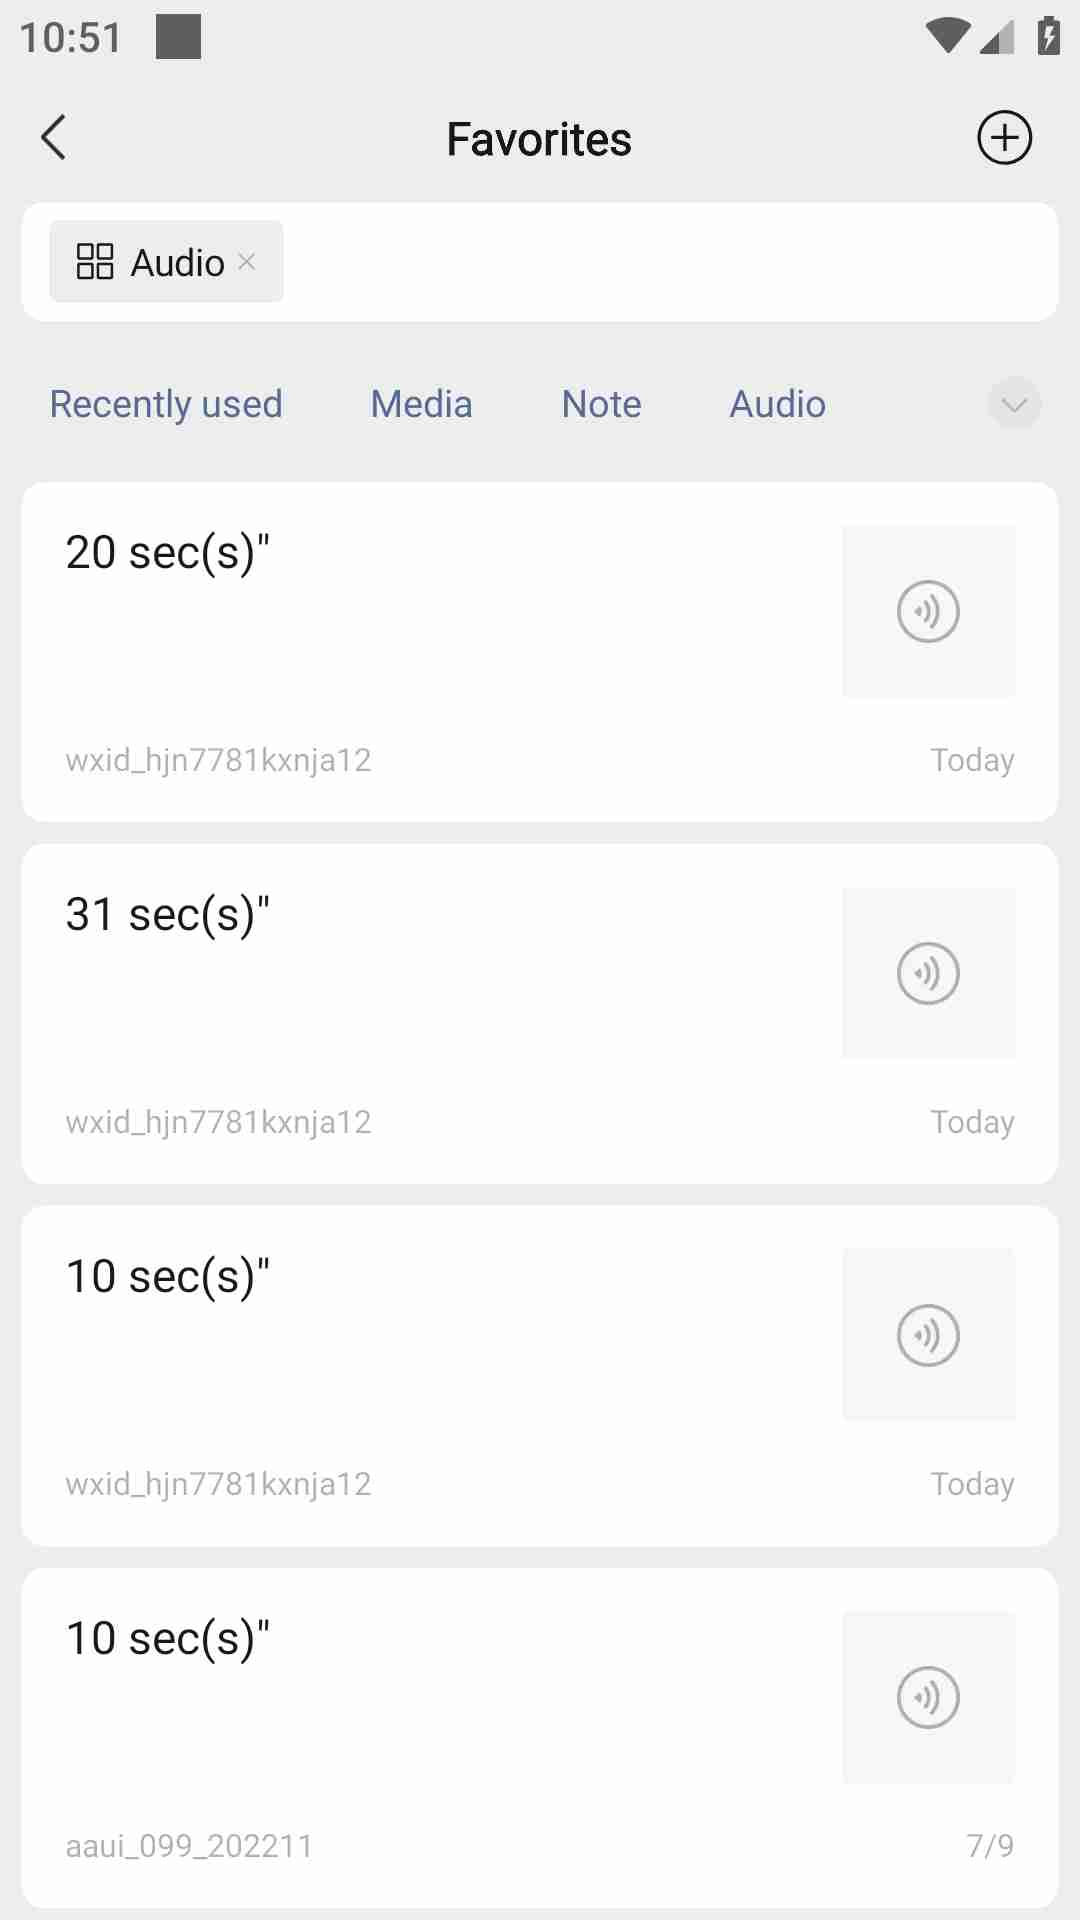 10:51
Favorites
Audio
Recently used Media Note Audio
20 sec(s)"
wxid_hjn7781kxnja12 Today
31 sec(s)"
wxid_hjn7781kxnja12 Today
10 sec(s)"
wxid_hjn7781kxnja12 Today
10 sec(s)"
aaui_099_202211 7/9